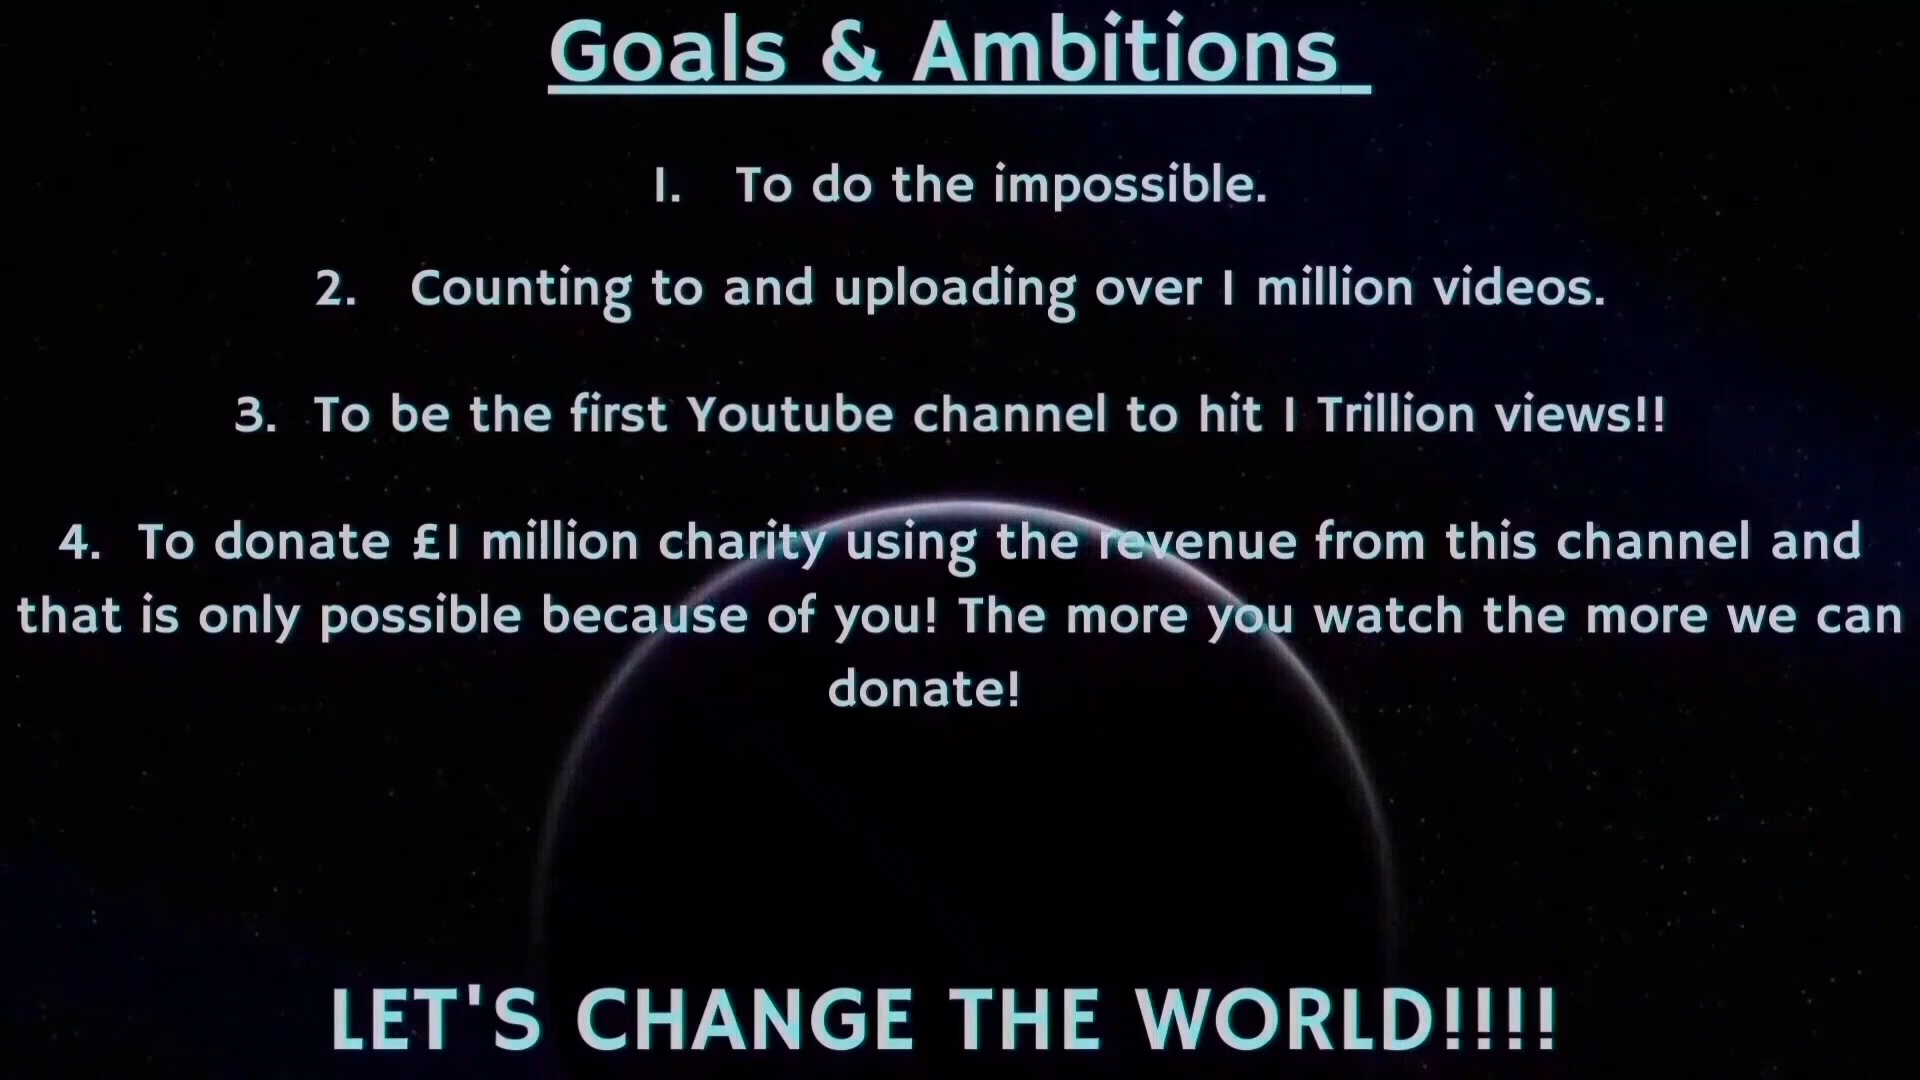 Goals & Ambitions
1. To do the impossible.
2. Counting to and uploading over 1 million videos.
3. To be the first Youtube channel to hit 1 Trillion views!!
4. To donate £1 million charity using the revenue from this channel and
that is only possible because of you! The more you watch the more we can
donate!
LET'S CHANGE THE WORLD!!!!